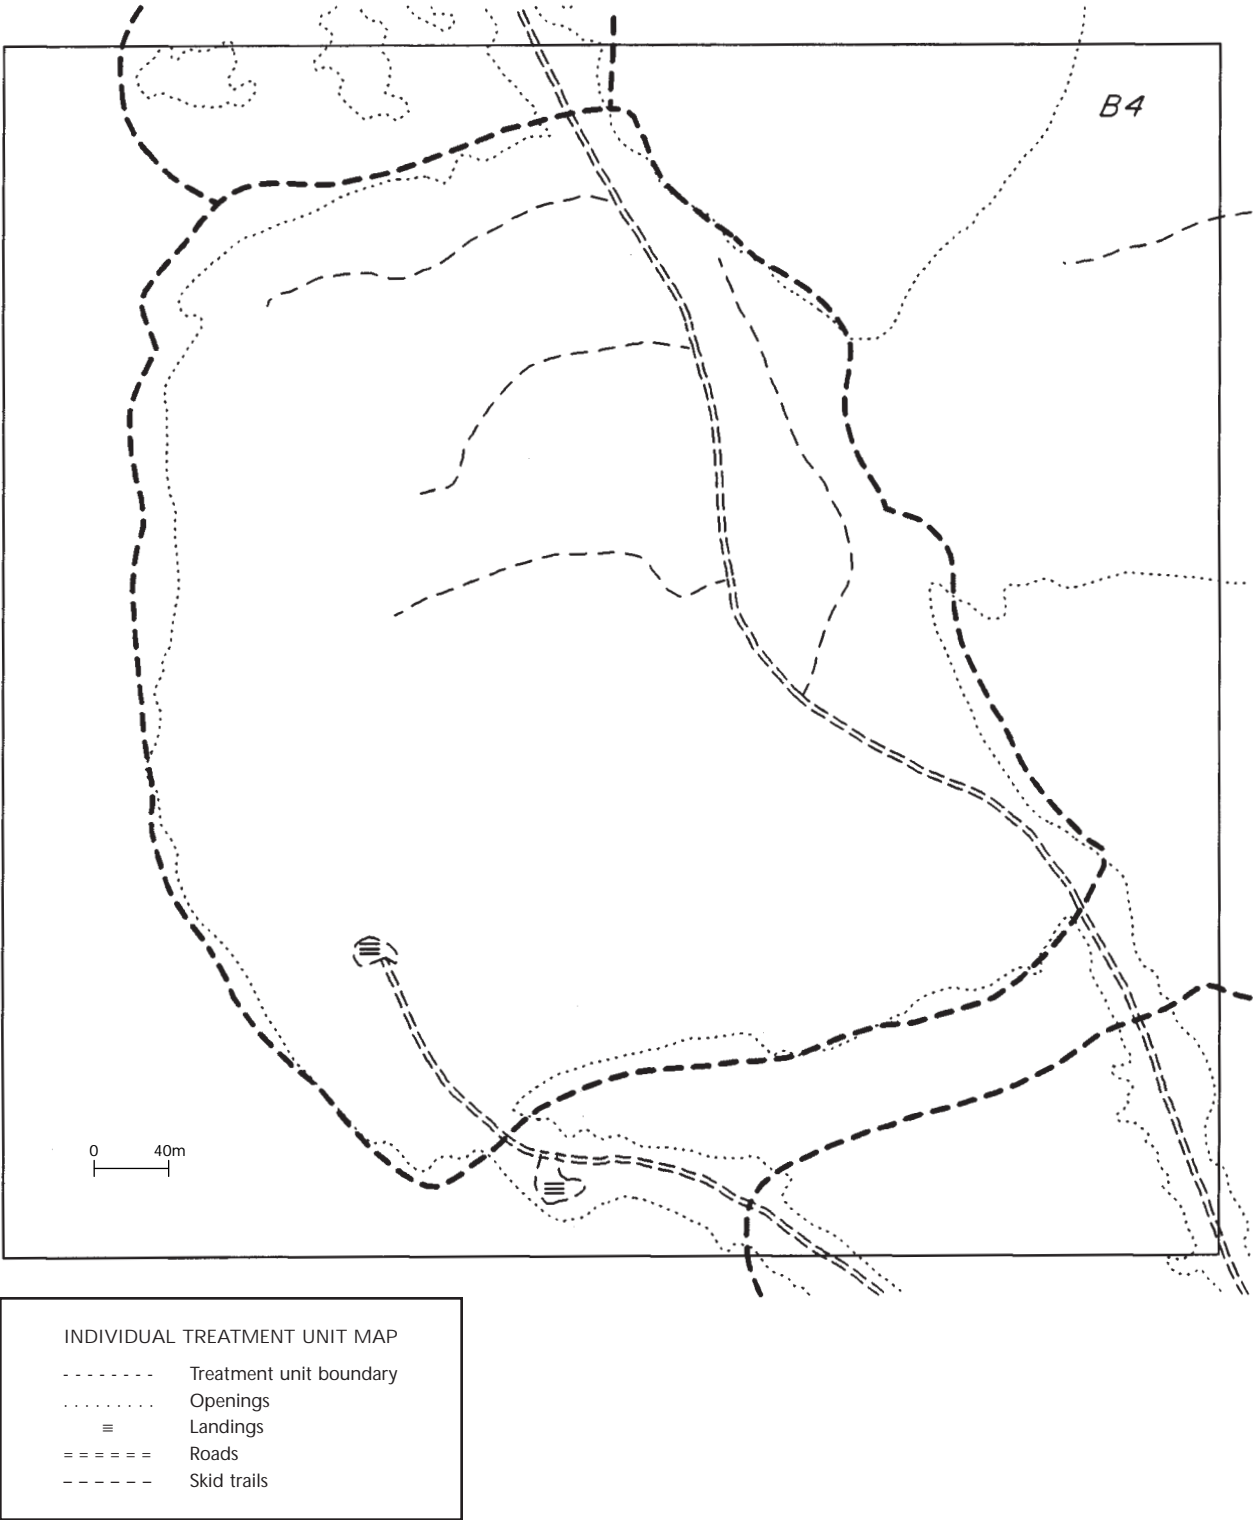 B4
0 40m
INDIVIDUAL TREATMENT UNIT MAP
Treatment unit boundary
Openings
Landings
Roads
Skid trails